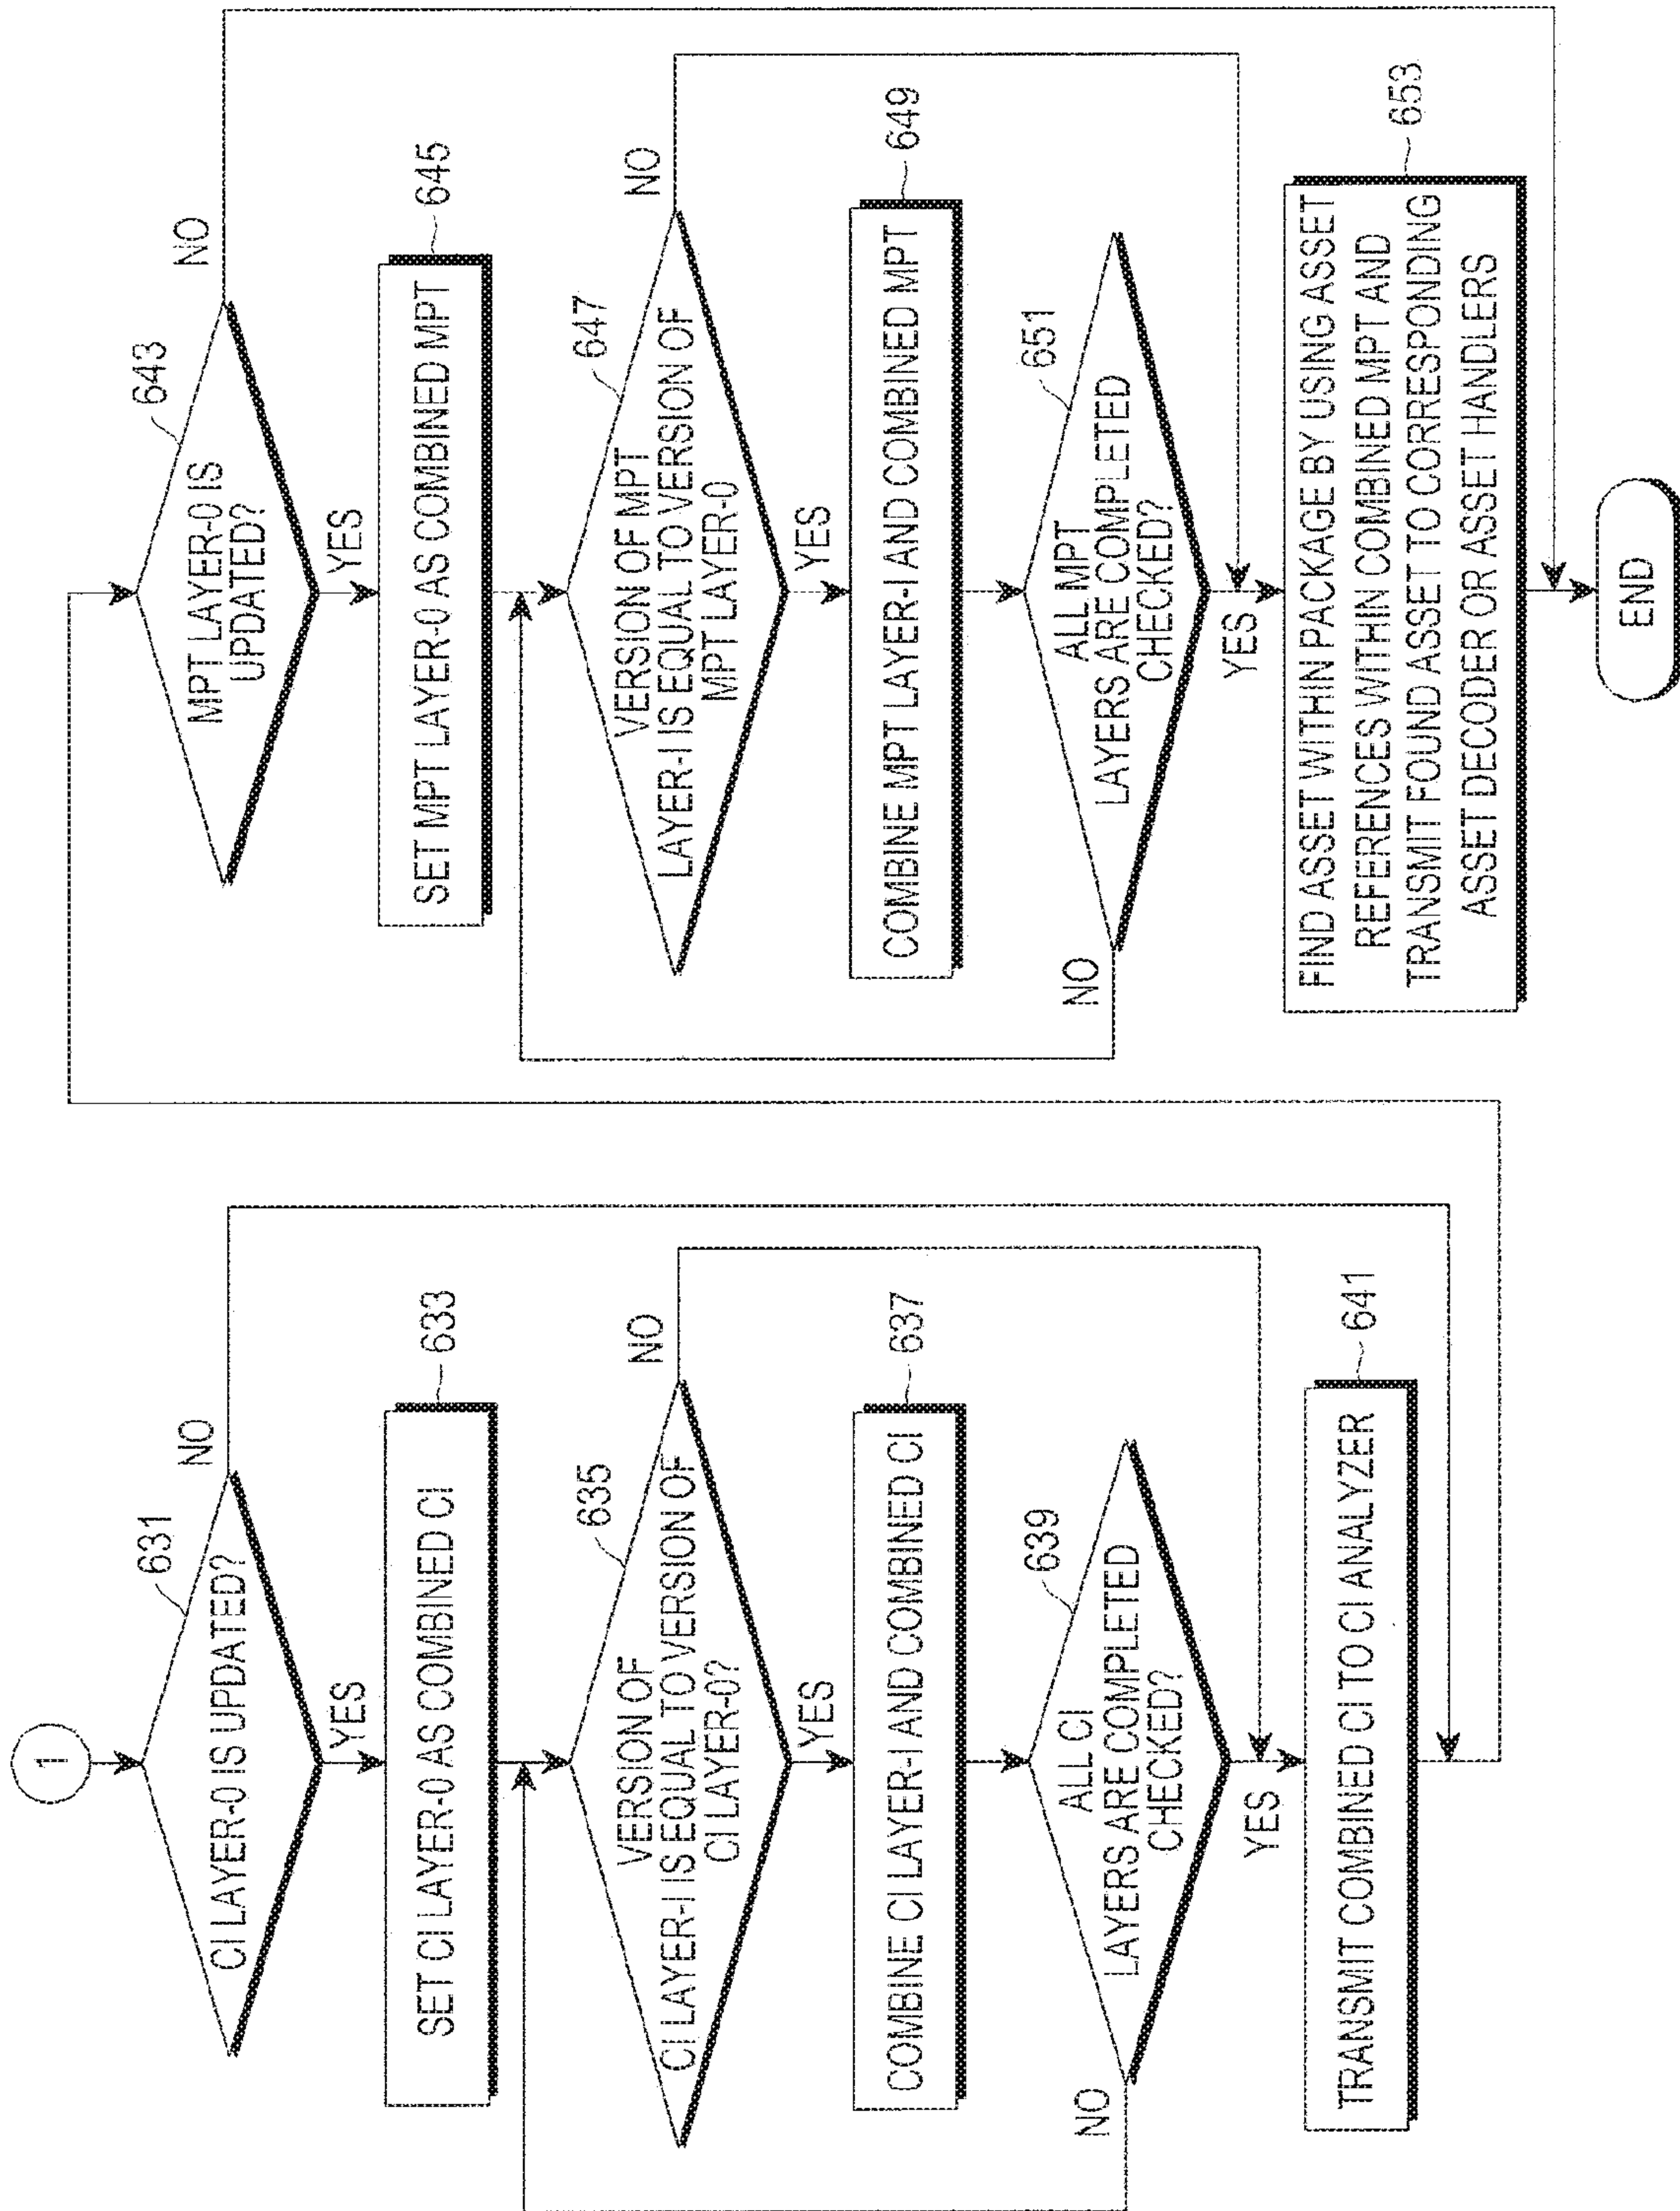 1
CI LAYER-0 IS UPDATED?
631
NO
YES
SET CI LAYER-0 AS COMBINED CI
633
VERSION OF
CI LAYER-I IS EQUAL TO VERSION OF
CI LAYER-0?
635
NO
YES
COMBINE CI LAYER-I AND COMBINED CI
637
ALL CI
LAYERS ARE COMPLETED
CHECKED?
639
NO
YES
TRANSMIT COMBINED CI TO CI ANALYZER
641
MPT LAYER-0 IS
UPDATED?
643
NO
YES
SET MPT LAYER-0 AS COMBINED MPT
645
VERSION OF MPT
LAYER-I IS EQUAL TO VERSION OF
MPT LAYER-0
647
NO
YES
COMBINE MPT LAYER-I AND COMBINED MPT
649
ALL MPT
LAYERS ARE COMPLETED
CHECKED?
651
NO
YES
FIND ASSET WITHIN PACKAGE BY USING ASSET
REFERENCES WITHIN COMBINED MPT AND
TRANSMIT FOUND ASSET TO CORRESPONDING
ASSET DECODER OR ASSET HANDLERS
653
END